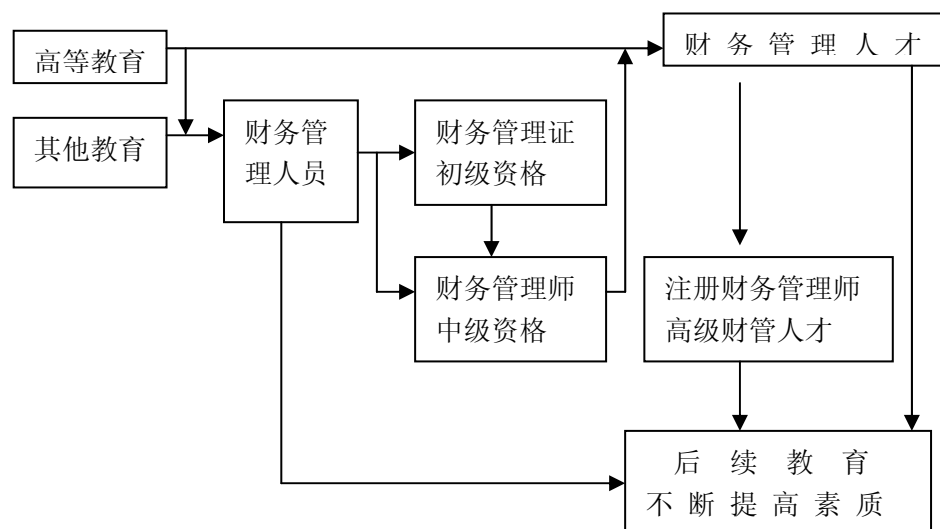 高等教育
财务管理人才
其他教育
财务管
理人员
财务管理证
初级资格
财务管理师
中级资格
注册财务管理师
高级财管人才
后续教育
不断提高素质